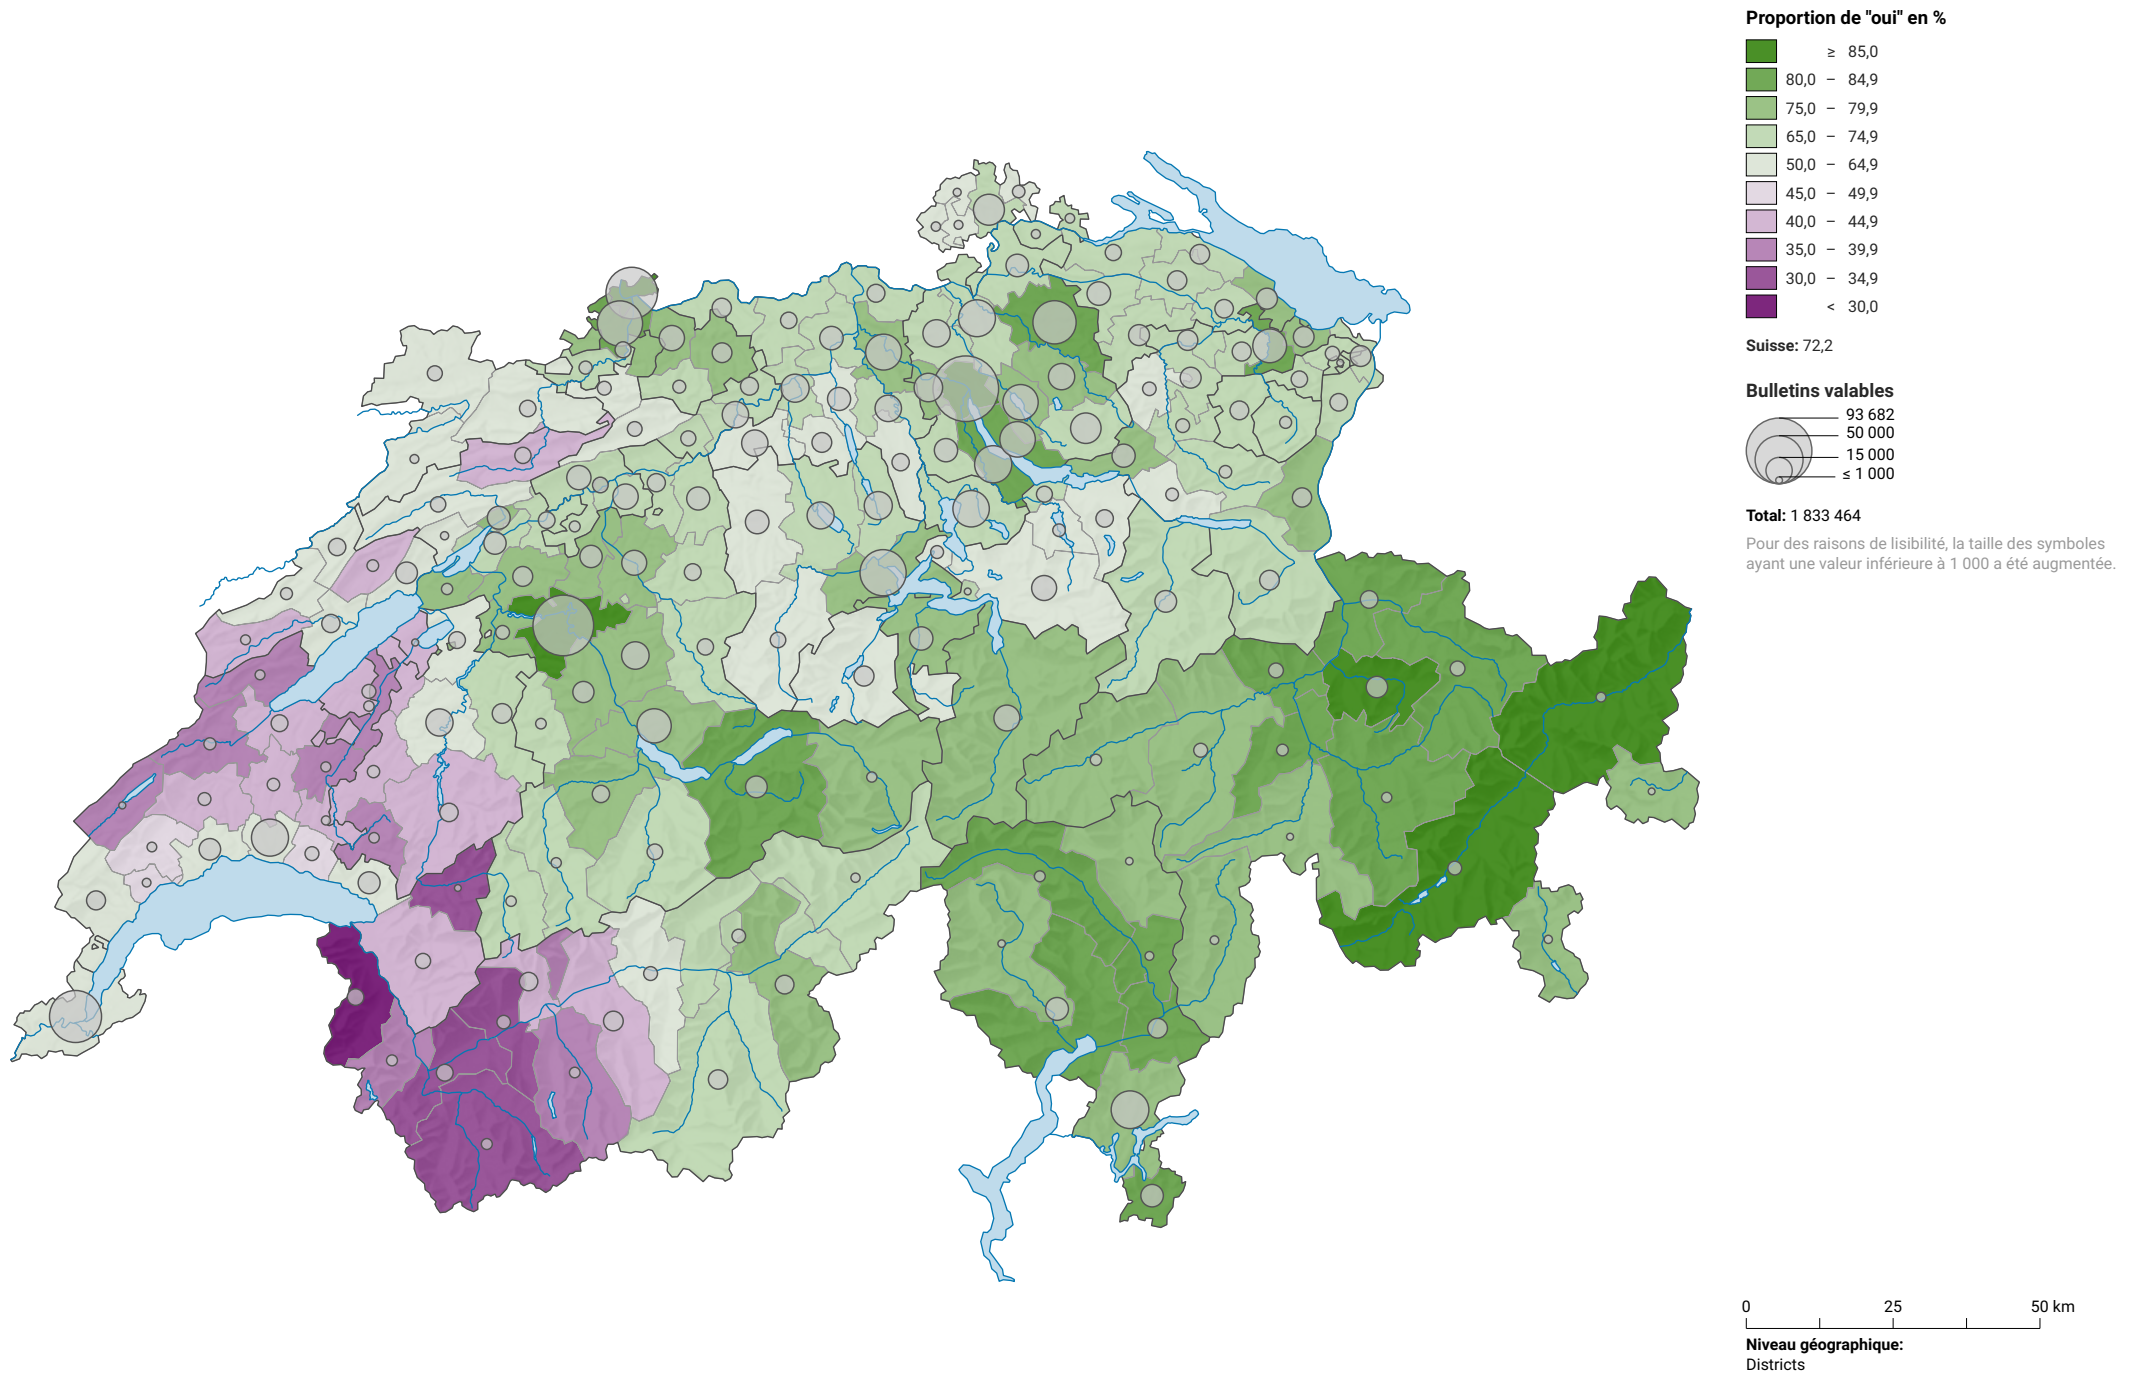 Proportion de "oui" en %
≥ 85,0
80,0 – 84,9
75,0 – 79,9
65,0 – 74,9
50,0 – 64,9
45,0 – 49,9
40,0 – 44,9
35,0 – 39,9
30,0 – 34,9
< 30,0
Suisse: 72,2
Bulletins valables
93 682
50 000
15 000
≤ 1 000
Total: 1 833 464
Pour des raisons de lisibilité, la taille des symboles
ayant une valeur inférieure à 1 000 a été augmentée.
0 25 50 km
Niveau géographique:
Districts